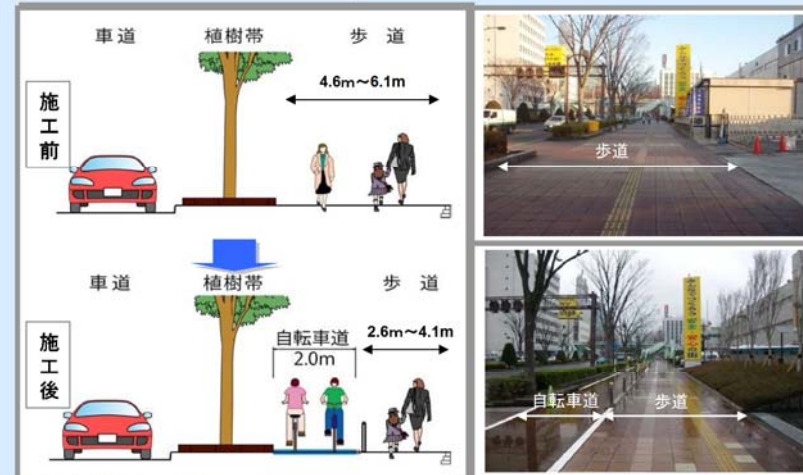 車道 植樹帯 歩道
4.6m～6.1m
施工前
歩道
車道 植樹帯 歩道
2.6m～4.1m
自転車道
2.0m
施工後
自転車道 歩道